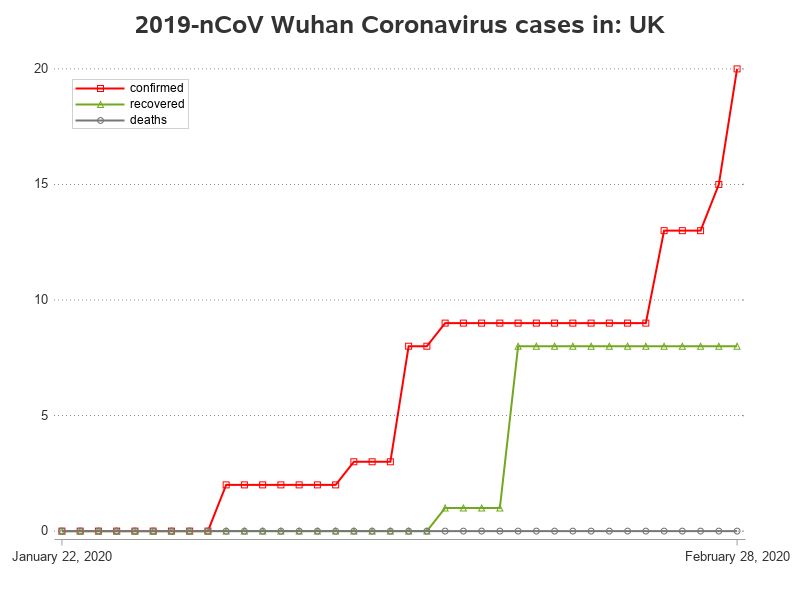 2019-nCoV Wuhan Coronavirus cases in: UK
20
confirmed
recovered
deaths
15
10
5
0
January 22, 2020
February 28, 2020